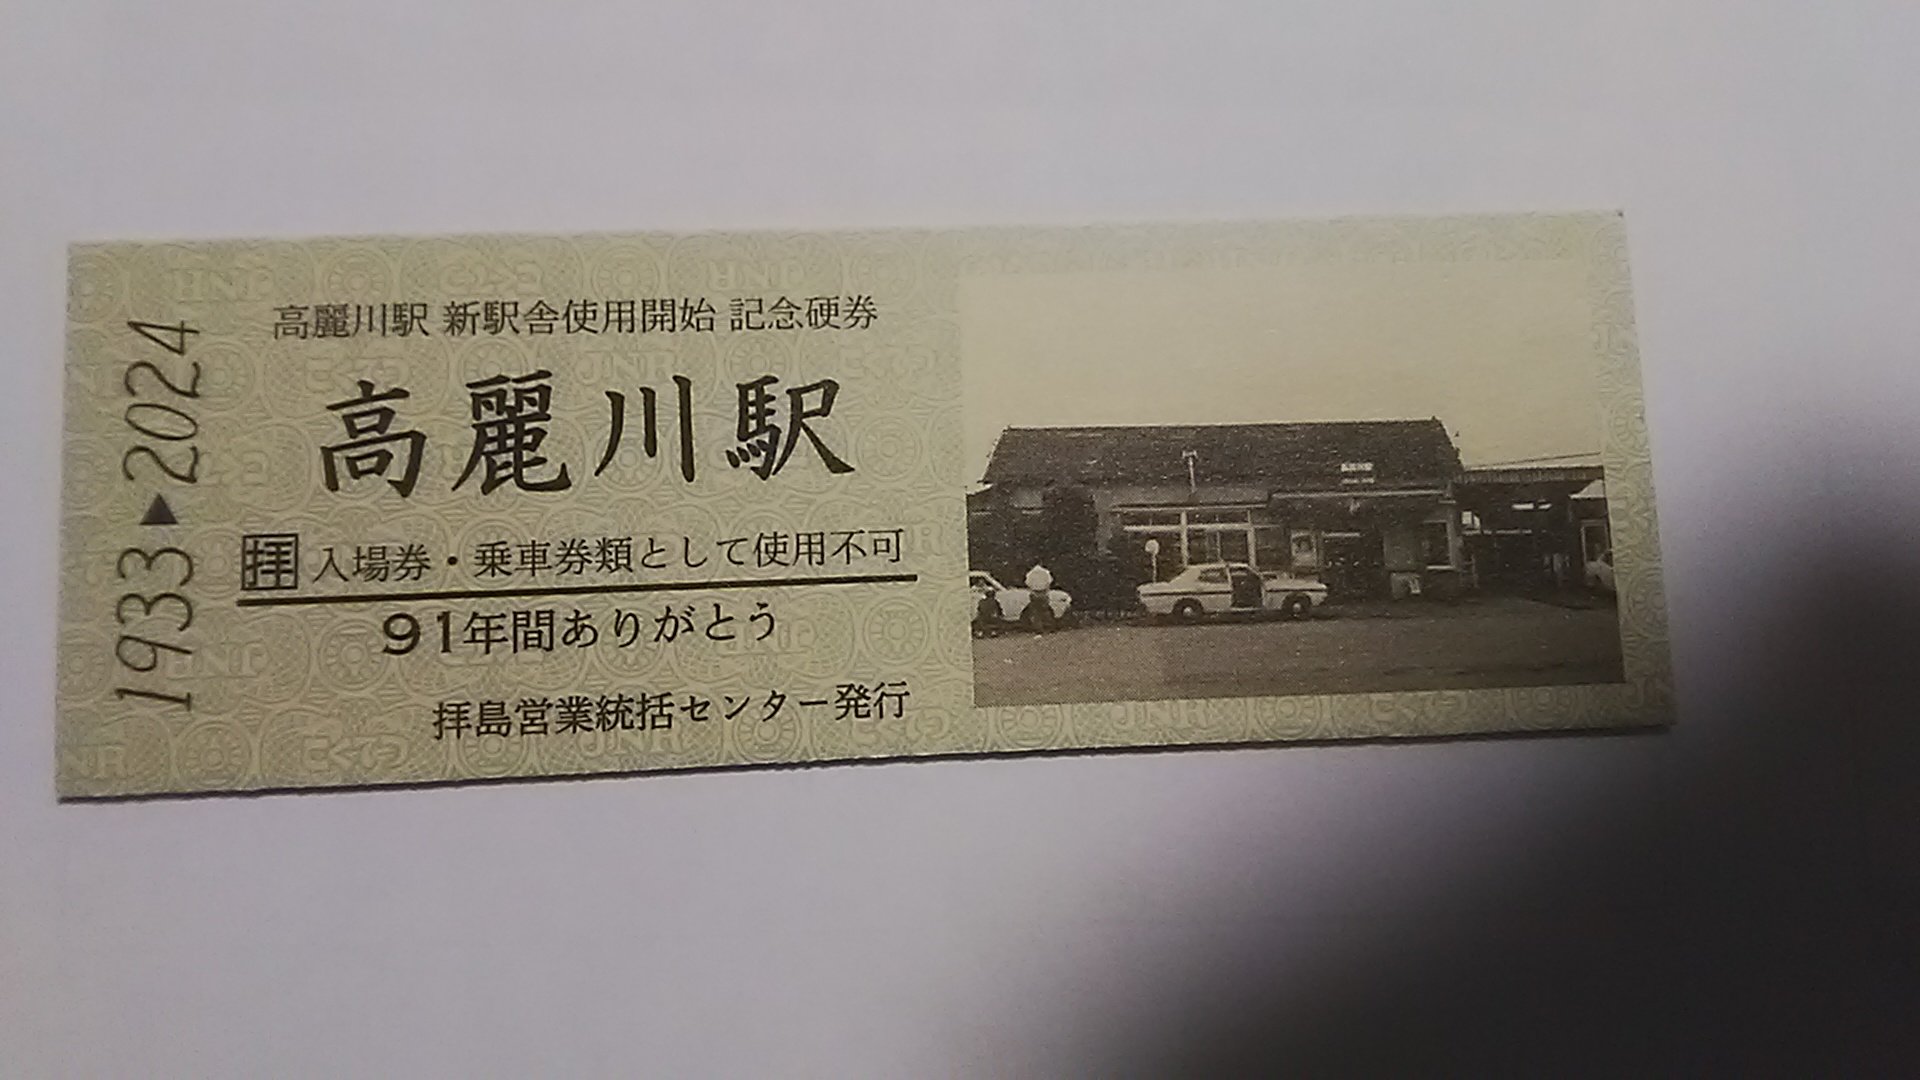 1933▶2024
高麗川駅 新駅舎使用開始 記念硬券
高麗川駅
拝 入場券・乗車券類として使用不可
91年間ありがとう
拝島営業統括センター発行